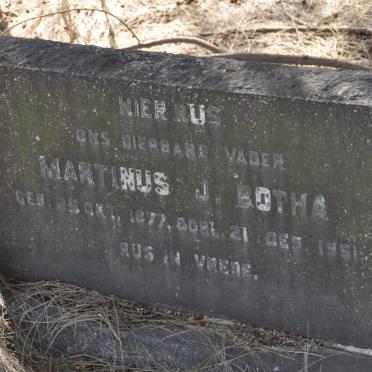 HIER RUS
ONS DIERBARE VADER
MARTINUS J. BOTHA
GEB. 25 OKT. 1877. OORL. 21 DES. 1951.
RUS IN VREDE.